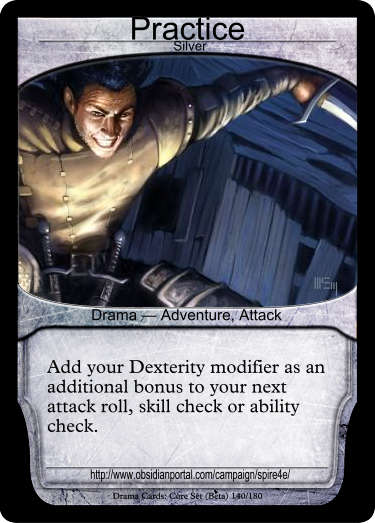 Practice
Silver
Drama — Adventure, Attack
Add your Dexterity modifier as an
additional bonus to your next
attack roll, skill check or ability
check.
http://www.obsidianportal.com/campaign/spire4e/
Drama Cards: Core Set (Beta) 140/180